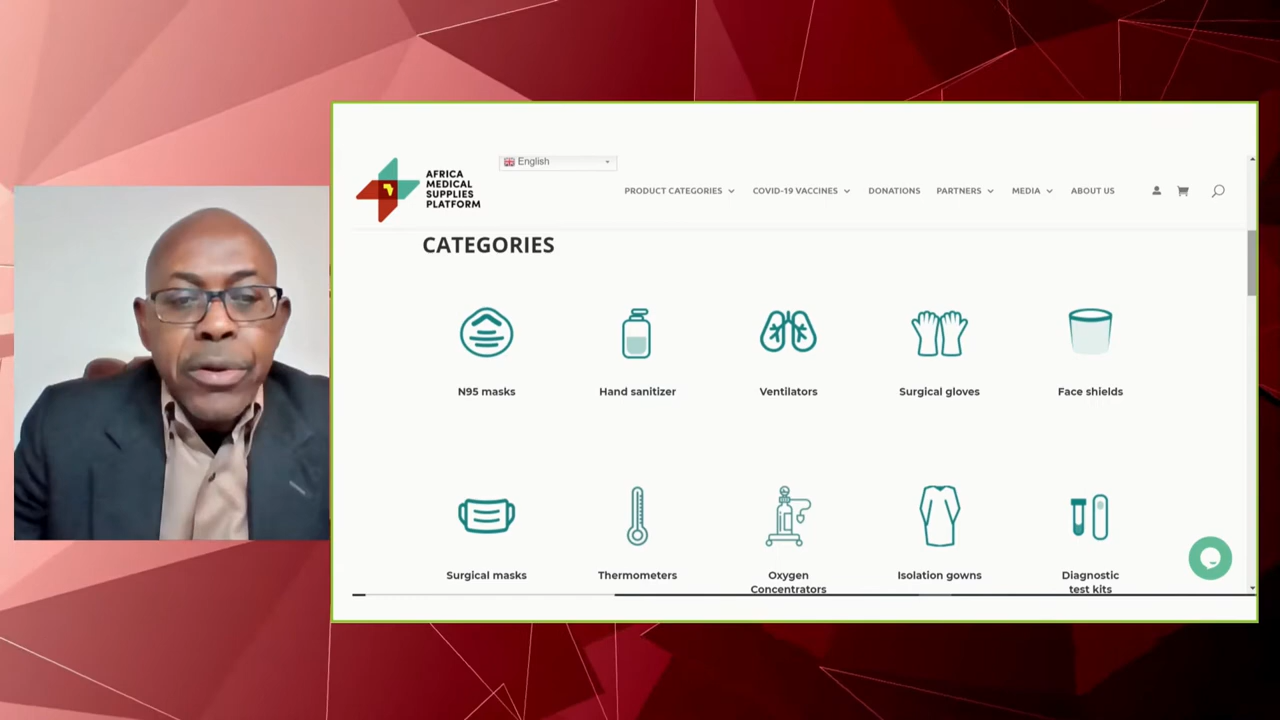 AFRICA
MEDICAL
SUPPLIES
PLATFORM
English
PRODUCT CATEGORIES
COVID-19 VACCINES
DONATIONS
PARTNERS
MEDIA
ABOUT US
CATEGORIES
N95 masks
Hand sanitizer
Ventilators
Surgical gloves
Face shields
Surgical masks
Thermometers
Oxygen
Concentrators
Isolation gowns
Diagnostic
test kits